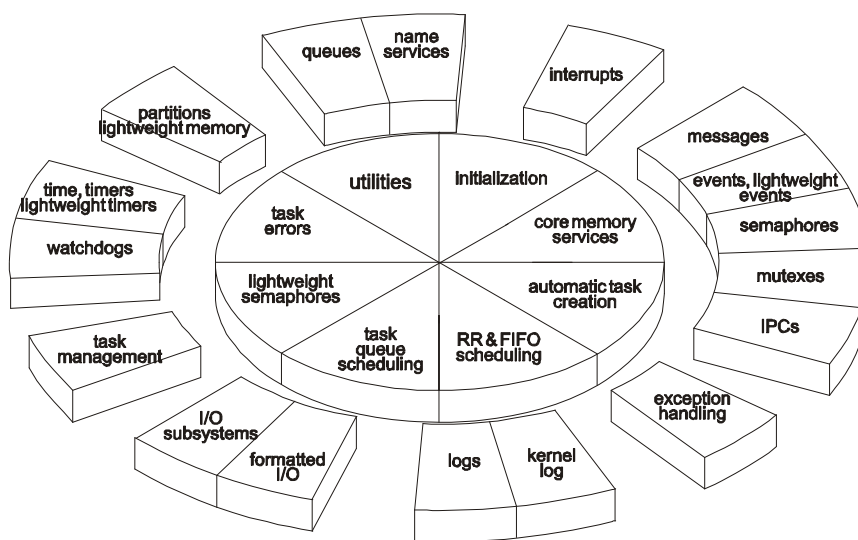 queues
name
services
interrupts
partitions
lightweight memory
messages
events, lightweight
events
semaphores
mutexes
IPCs
time, timers
lightweight timers
watchdogs
utilities
initialization
task
errors
core memory
services
lightweight
semaphores
automatic task
creation
task
queue
scheduling
RR & FIFO
scheduling
task
management
exception
handling
I/O
subsystems
formatted
I/O
logs
kernel
log